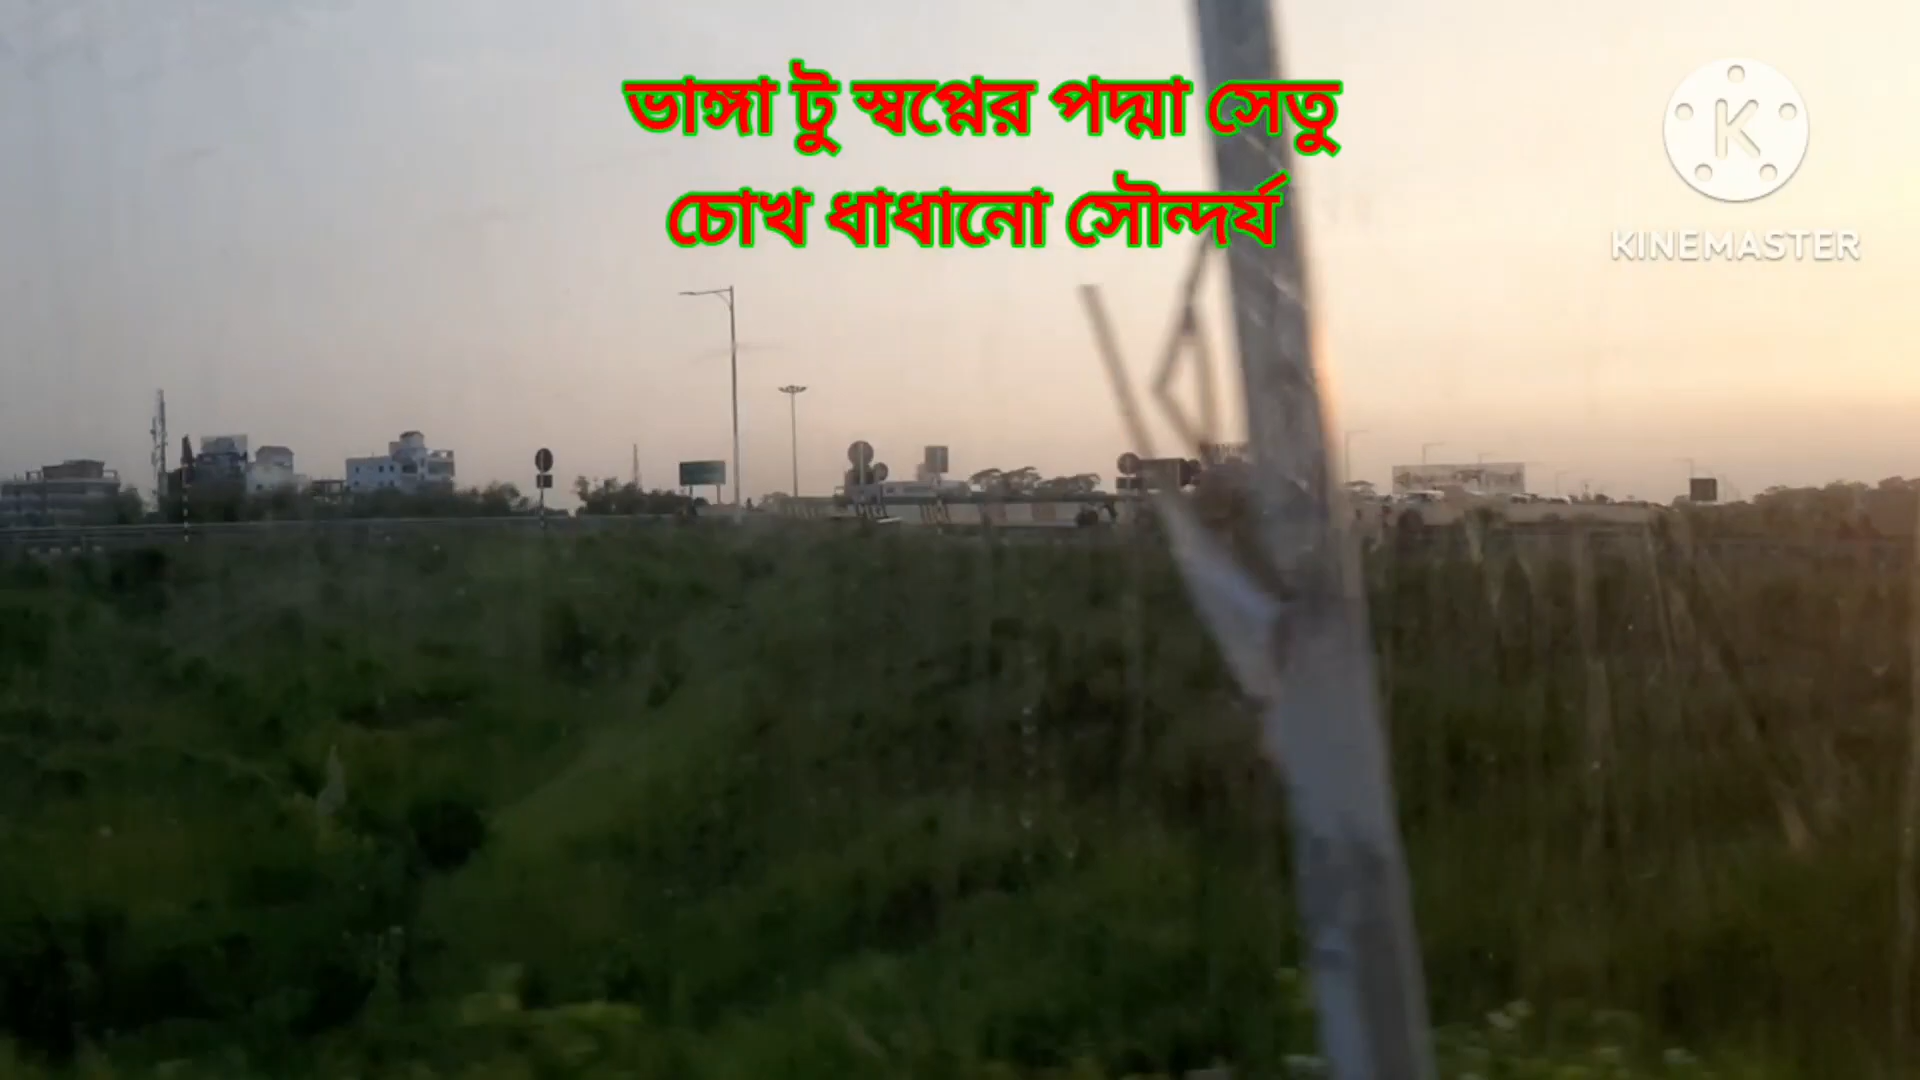 ভাঙ্গা টু স্বপ্নের পদ্মা সেতু
চোখ ধাধানো সৌন্দর্য
K
KINEMASTER